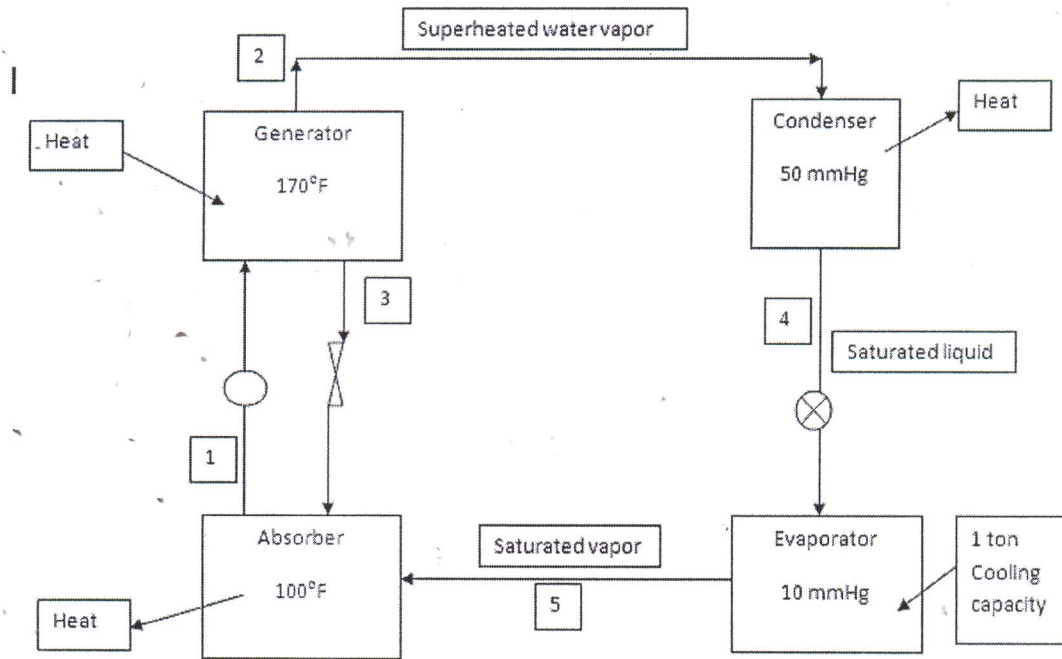 Superheated water vapor
2
Heat
Generator
170°F
Condenser
50 mmHg
Heat
3
4
Saturated liquid
1
Absorber
100°F
Heat
Saturated vapor
5
Evaporator
10 mmHg
1 ton
Cooling
capacity